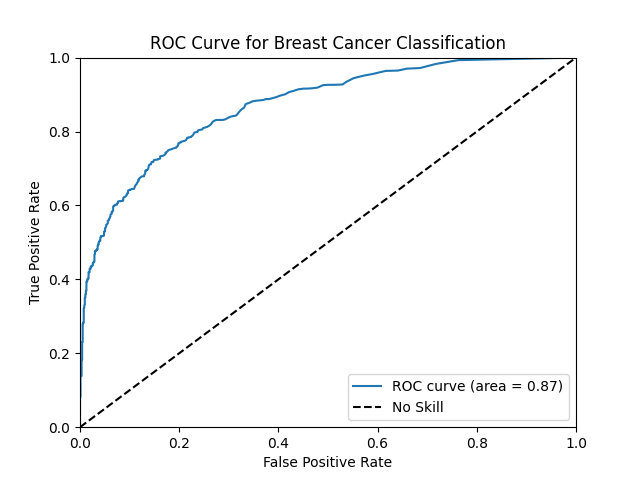 ROC Curve for Breast Cancer Classification
1.0
0.8
0.6
0.4
0.2
0.0
True Positive Rate
ROC curve (area = 0.87)
No Skill
0.0 0.2 0.4 0.6 0.8 1.0
False Positive Rate